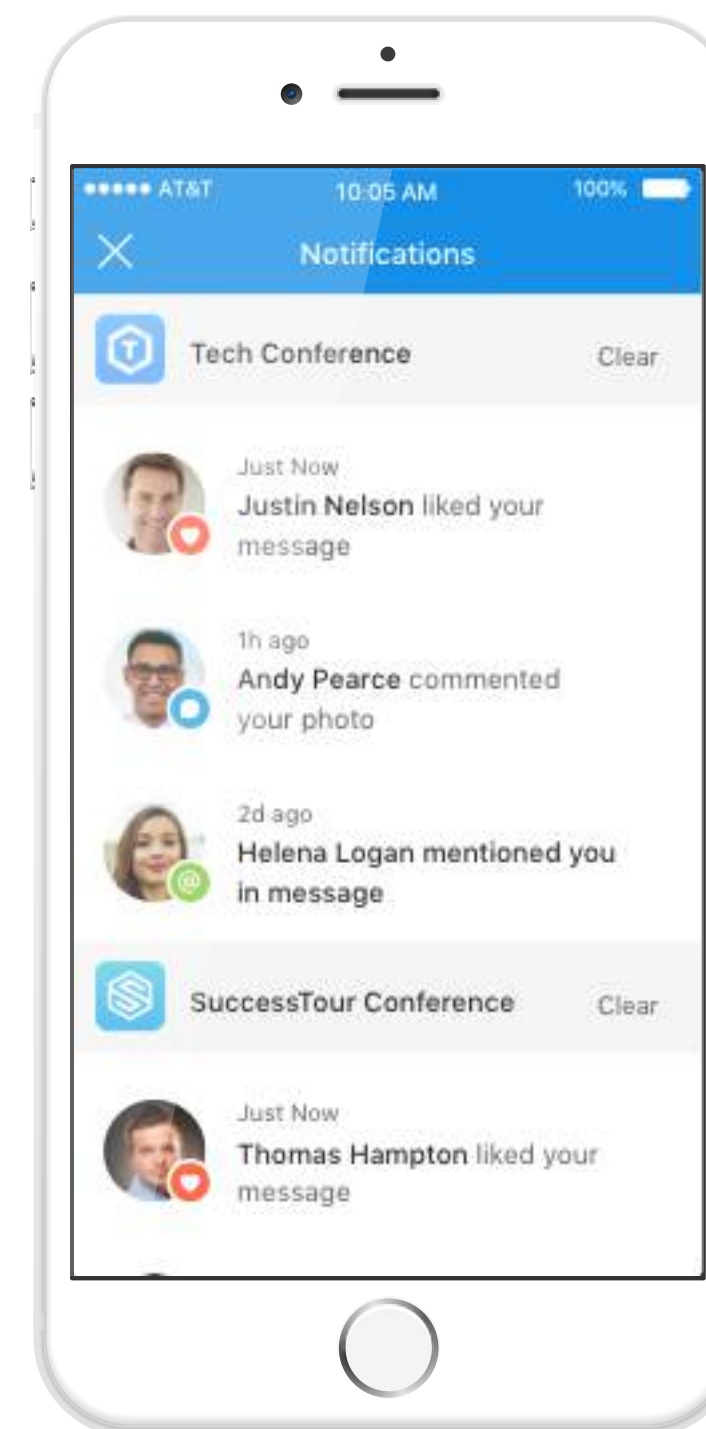 AT&T 10:05 AM 100%
Notifications
T
Tech Conference Clear
Just Now
Justin Nelson liked your
message
1h ago
Andy Pearce commented
your photo
2d ago
@
Helena Logan mentioned you
in message
S
SuccessTour Conference Clear
Just Now
Thomas Hampton liked your
message